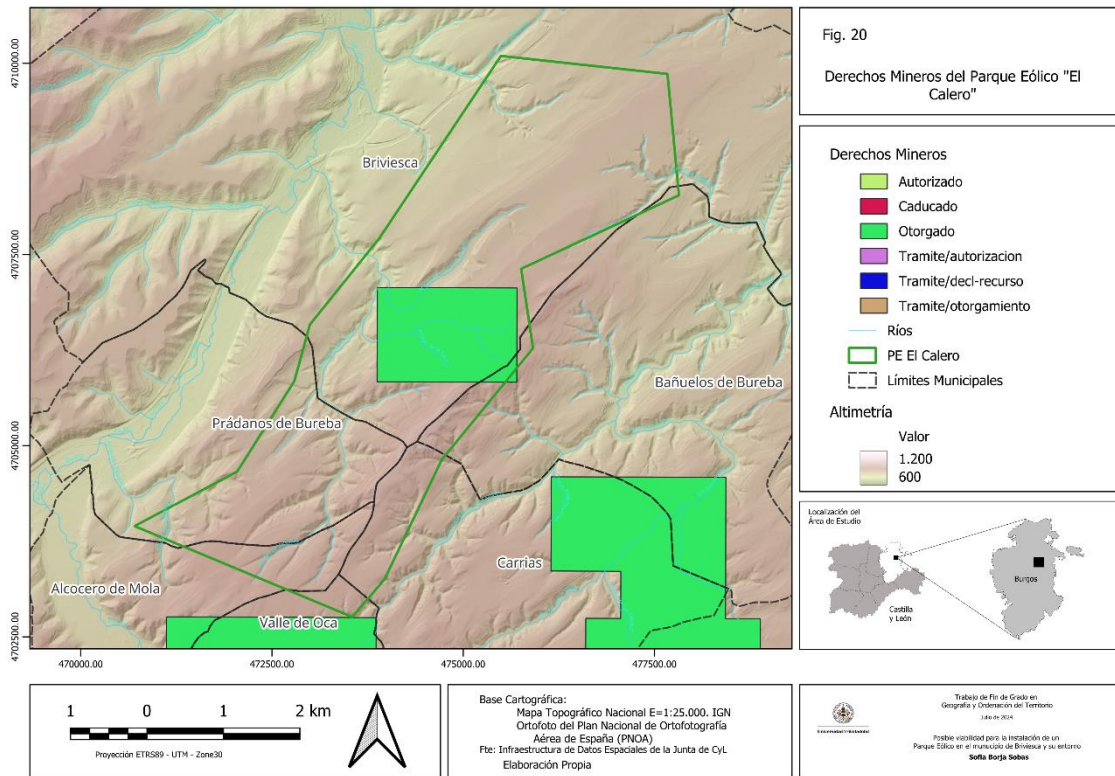 4710000.00
4707500.00
4705000.00
4702500.00
470000.00
472500.00
475000.00
477500.00
Briviesca
Bañuelos de Bureba
Prádanos de Bureba
Carrias
Alcocero de Mola
Valle de Oca
Fig. 20
Derechos Mineros del Parque Eólico "El
Calero"
Derechos Mineros
Autorizado
Caducado
Otorgado
Tramite/autorizacion
Tramite/decl-recurso
Tramite/otorgamiento
Ríos
PE El Calero
Límites Municipales
Altimetría
Valor
1.200
600
Localización del
Área de Estudio
Burgos
Castilla
y León
1 0 1 2 km
Proyección ETRS89 - UTM - Zone30
Base Cartográfica:
Mapa Topográfico Nacional E=1:25.000. IGN
Ortofoto del Plan Nacional de Ortofotografía
Aérea de España (PNOA)
Fte: Infraestructura de Datos Espaciales de la Junta de CyL
Elaboración Propia
Universidad de Valladolid
Trabajo de Fin de Grado en
Geografía y Ordenación del Territorio
Julio de 2024
Posible viabilidad para la instalación de un
Parque Eólico en el municipio de Briviesca y su entorno
Sofía Borja Sobas